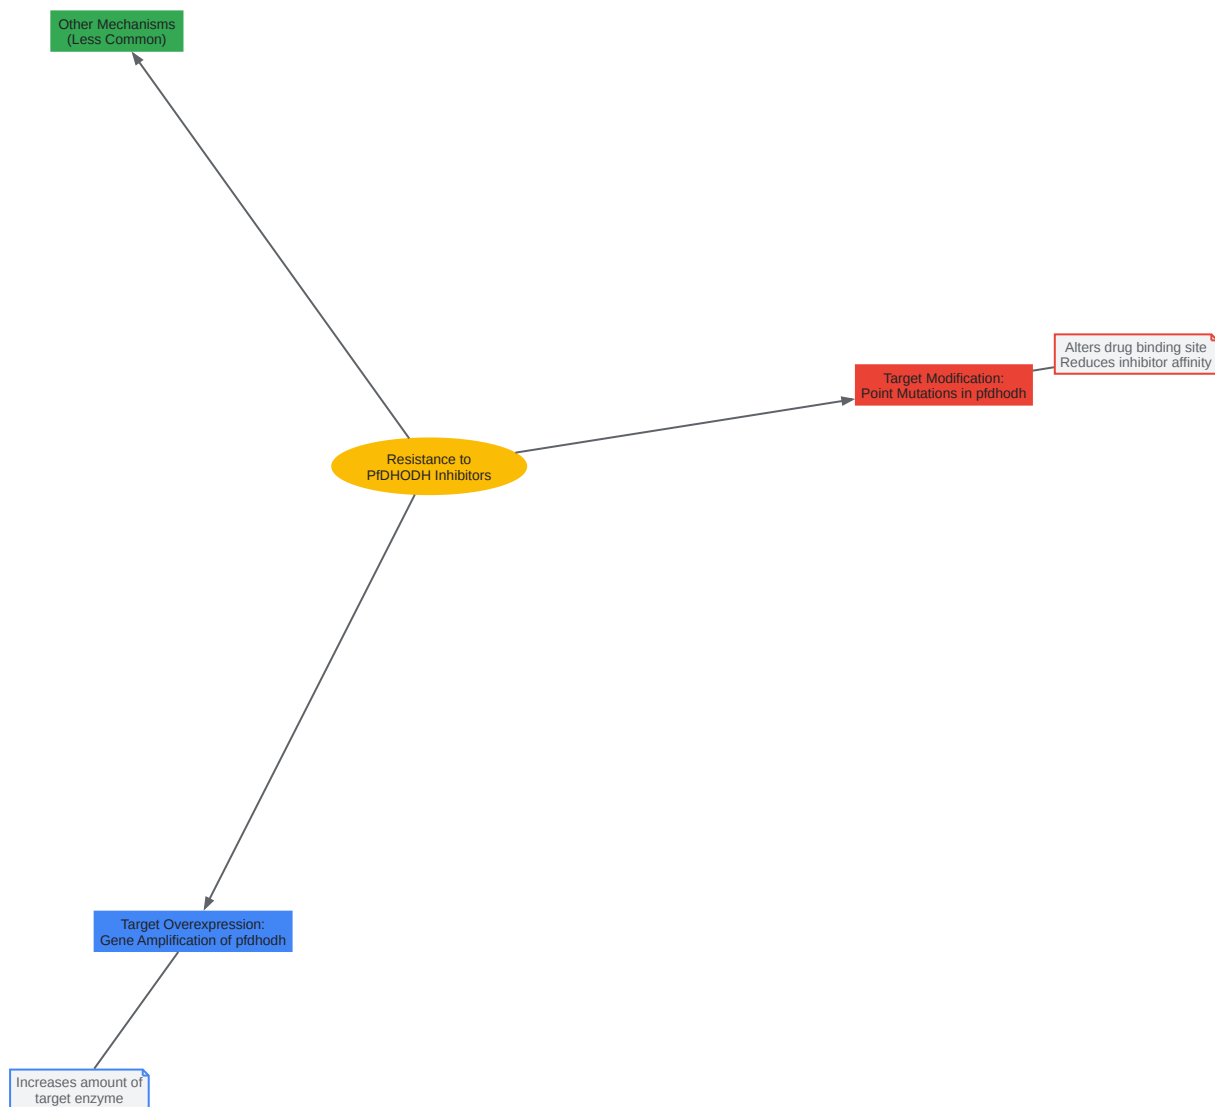 Other Mechanisms
(Less Common)
Alters drug binding site
Reduces inhibitor affinity
Target Modification:
Point Mutations in pfdhodh
Resistance to
PfDHODH Inhibitors
Target Overexpression:
Gene Amplification of pfdhodh
Increases amount of
target enzyme